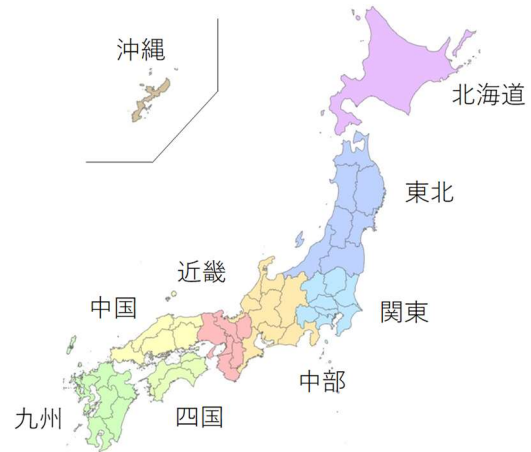 沖縄
北海道
東北
近畿
中国
関東
中部
九州
四国